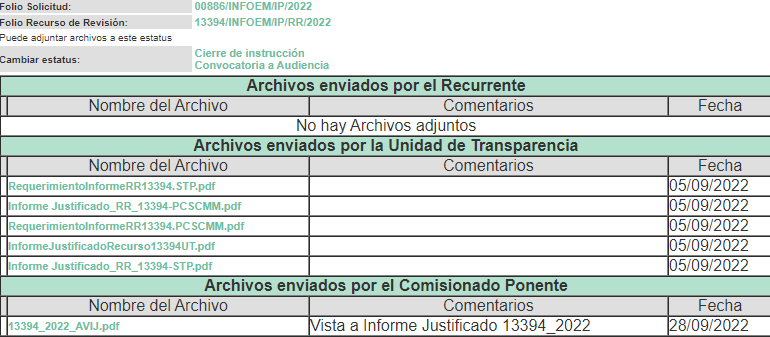 Folio Solicitud: 00886/INFOEM/IP/2022
Folio Recurso de Revisión: 13394/INFOEM/IP/RR/2022
Puede adjuntar archivos a este estatus
Cambiar estatus: Cierre de instrucción
Convocatoria a Audiencia
Archivos enviados por el Recurrente
Nombre del Archivo Comentarios Fecha
No hay Archivos adjuntos
Archivos enviados por la Unidad de Transparencia
Nombre del Archivo Comentarios Fecha
RequerimientoInformeRR13394.STP.pdf 05/09/2022
Informe Justificado_RR_13394-PCSCMM.pdf 05/09/2022
RequerimientoInformeRR13394.PCSCMM.pdf 05/09/2022
InformeJustificadoRecurso13394UT.pdf 05/09/2022
Informe Justificado_RR_13394-STP.pdf 05/09/2022
Archivos enviados por el Comisionado Ponente
Nombre del Archivo Comentarios Fecha
13394_2022_AVIJ.pdf Vista a Informe Justificado 13394_2022 28/09/2022